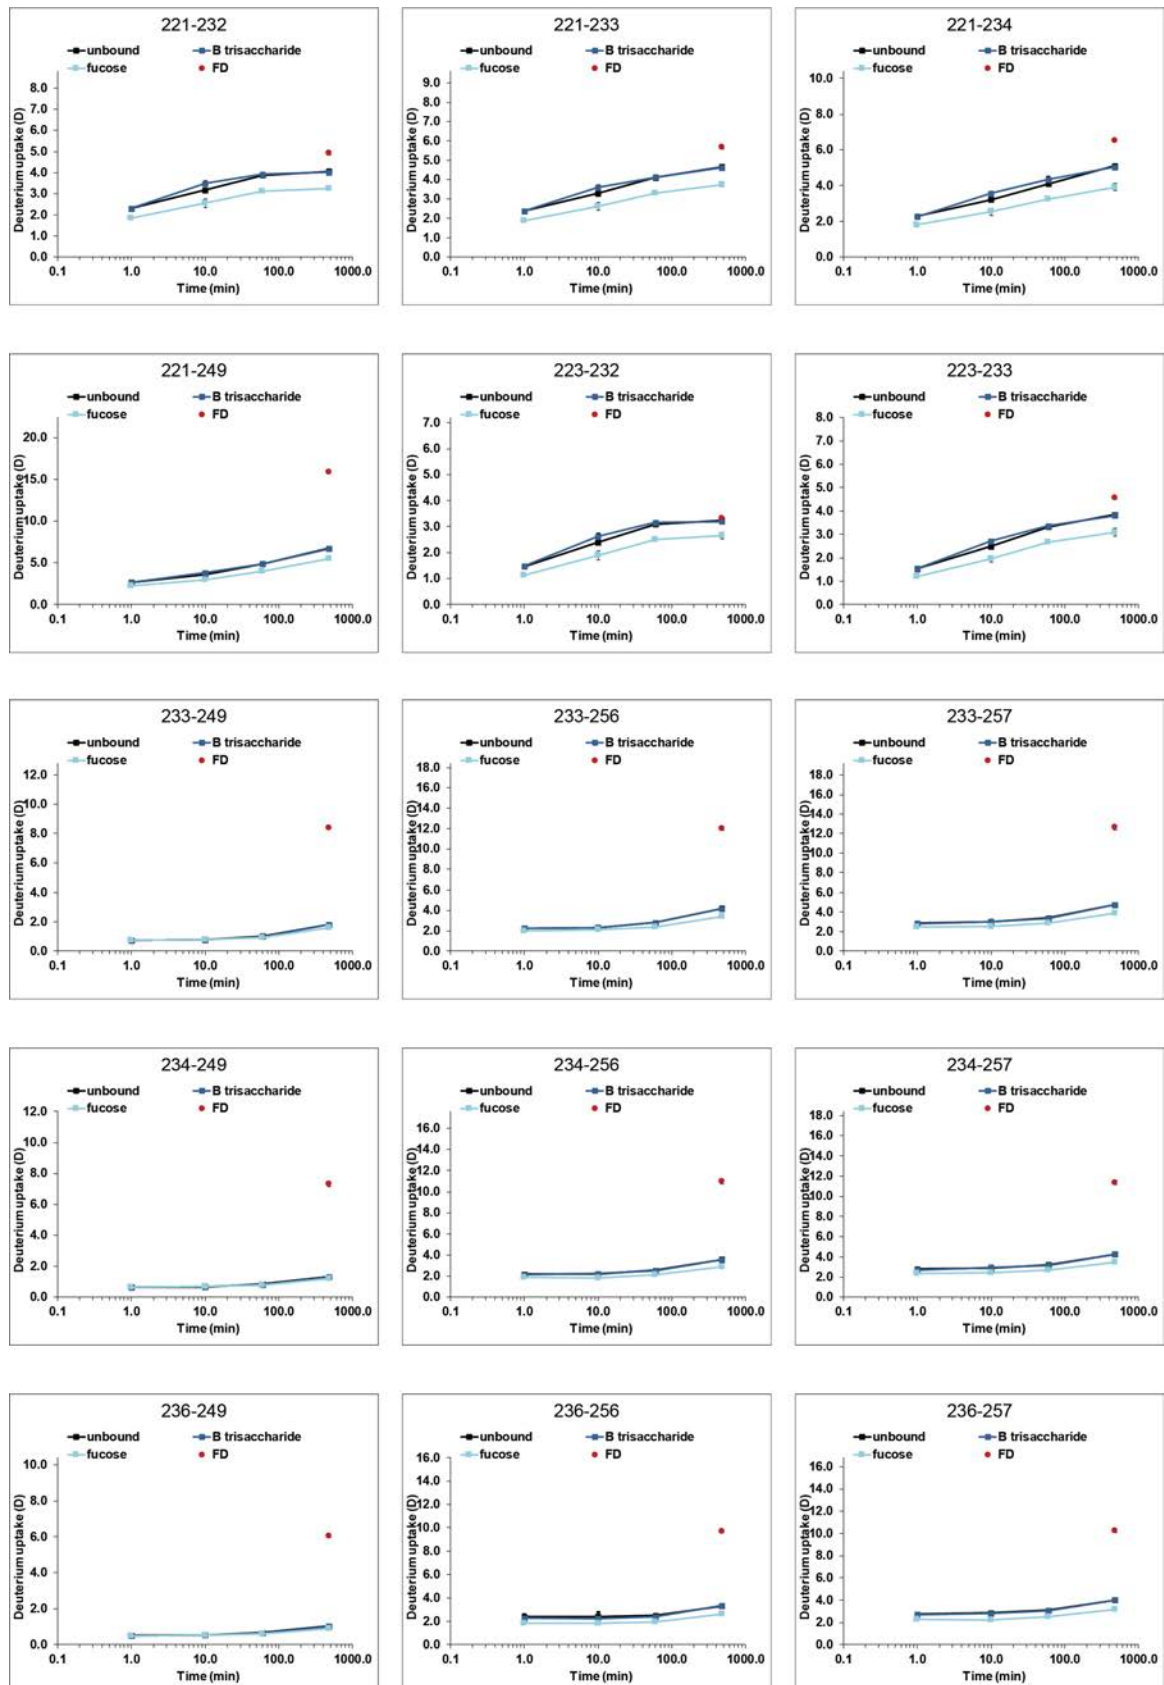 221-232
unbound B trisaccharide
fucose FD
Deuterium uptake (D)
8.0
7.0
6.0
5.0
4.0
3.0
2.0
1.0
0.0
0.1 1.0 10.0 100.0 1000.0
Time (min)
221-233
unbound B trisaccharide
fucose FD
Deuterium uptake (D)
9.0
8.0
7.0
6.0
5.0
4.0
3.0
2.0
1.0
0.0
0.1 1.0 10.0 100.0 1000.0
Time (min)
221-234
unbound B trisaccharide
fucose FD
Deuterium uptake (D)
10.0
8.0
6.0
4.0
2.0
0.0
0.1 1.0 10.0 100.0 1000.0
Time (min)
221-249
unbound B trisaccharide
fucose FD
Deuterium uptake (D)
20.0
15.0
10.0
5.0
0.0
0.1 1.0 10.0 100.0 1000.0
Time (min)
223-232
unbound B trisaccharide
fucose FD
Deuterium uptake (D)
7.0
6.0
5.0
4.0
3.0
2.0
1.0
0.0
0.1 1.0 10.0 100.0 1000.0
Time (min)
223-233
unbound B trisaccharide
fucose FD
Deuterium uptake (D)
8.0
7.0
6.0
5.0
4.0
3.0
2.0
1.0
0.0
0.1 1.0 10.0 100.0 1000.0
Time (min)
233-249
unbound B trisaccharide
fucose FD
Deuterium uptake (D)
12.0
10.0
8.0
6.0
4.0
2.0
0.0
0.1 1.0 10.0 100.0 1000.0
Time (min)
233-256
unbound B trisaccharide
fucose FD
Deuterium uptake (D)
18.0
16.0
14.0
12.0
10.0
8.0
6.0
4.0
2.0
0.0
0.1 1.0 10.0 100.0 1000.0
Time (min)
233-257
unbound B trisaccharide
fucose FD
Deuterium uptake (D)
18.0
16.0
14.0
12.0
10.0
8.0
6.0
4.0
2.0
0.0
0.1 1.0 10.0 100.0 1000.0
Time (min)
234-249
unbound B trisaccharide
fucose FD
Deuterium uptake (D)
12.0
10.0
8.0
6.0
4.0
2.0
0.0
0.1 1.0 10.0 100.0 1000.0
Time (min)
234-256
unbound B trisaccharide
fucose FD
Deuterium uptake (D)
16.0
14.0
12.0
10.0
8.0
6.0
4.0
2.0
0.0
0.1 1.0 10.0 100.0 1000.0
Time (min)
234-257
unbound B trisaccharide
fucose FD
Deuterium uptake (D)
18.0
16.0
14.0
12.0
10.0
8.0
6.0
4.0
2.0
0.0
0.1 1.0 10.0 100.0 1000.0
Time (min)
236-249
unbound B trisaccharide
fucose FD
Deuterium uptake (D)
10.0
8.0
6.0
4.0
2.0
0.0
0.1 1.0 10.0 100.0 1000.0
Time (min)
236-256
unbound B trisaccharide
fucose FD
Deuterium uptake (D)
16.0
14.0
12.0
10.0
8.0
6.0
4.0
2.0
0.0
0.1 1.0 10.0 100.0 1000.0
Time (min)
236-257
unbound B trisaccharide
fucose FD
Deuterium uptake (D)
16.0
14.0
12.0
10.0
8.0
6.0
4.0
2.0
0.0
0.1 1.0 10.0 100.0 1000.0
Time (min)